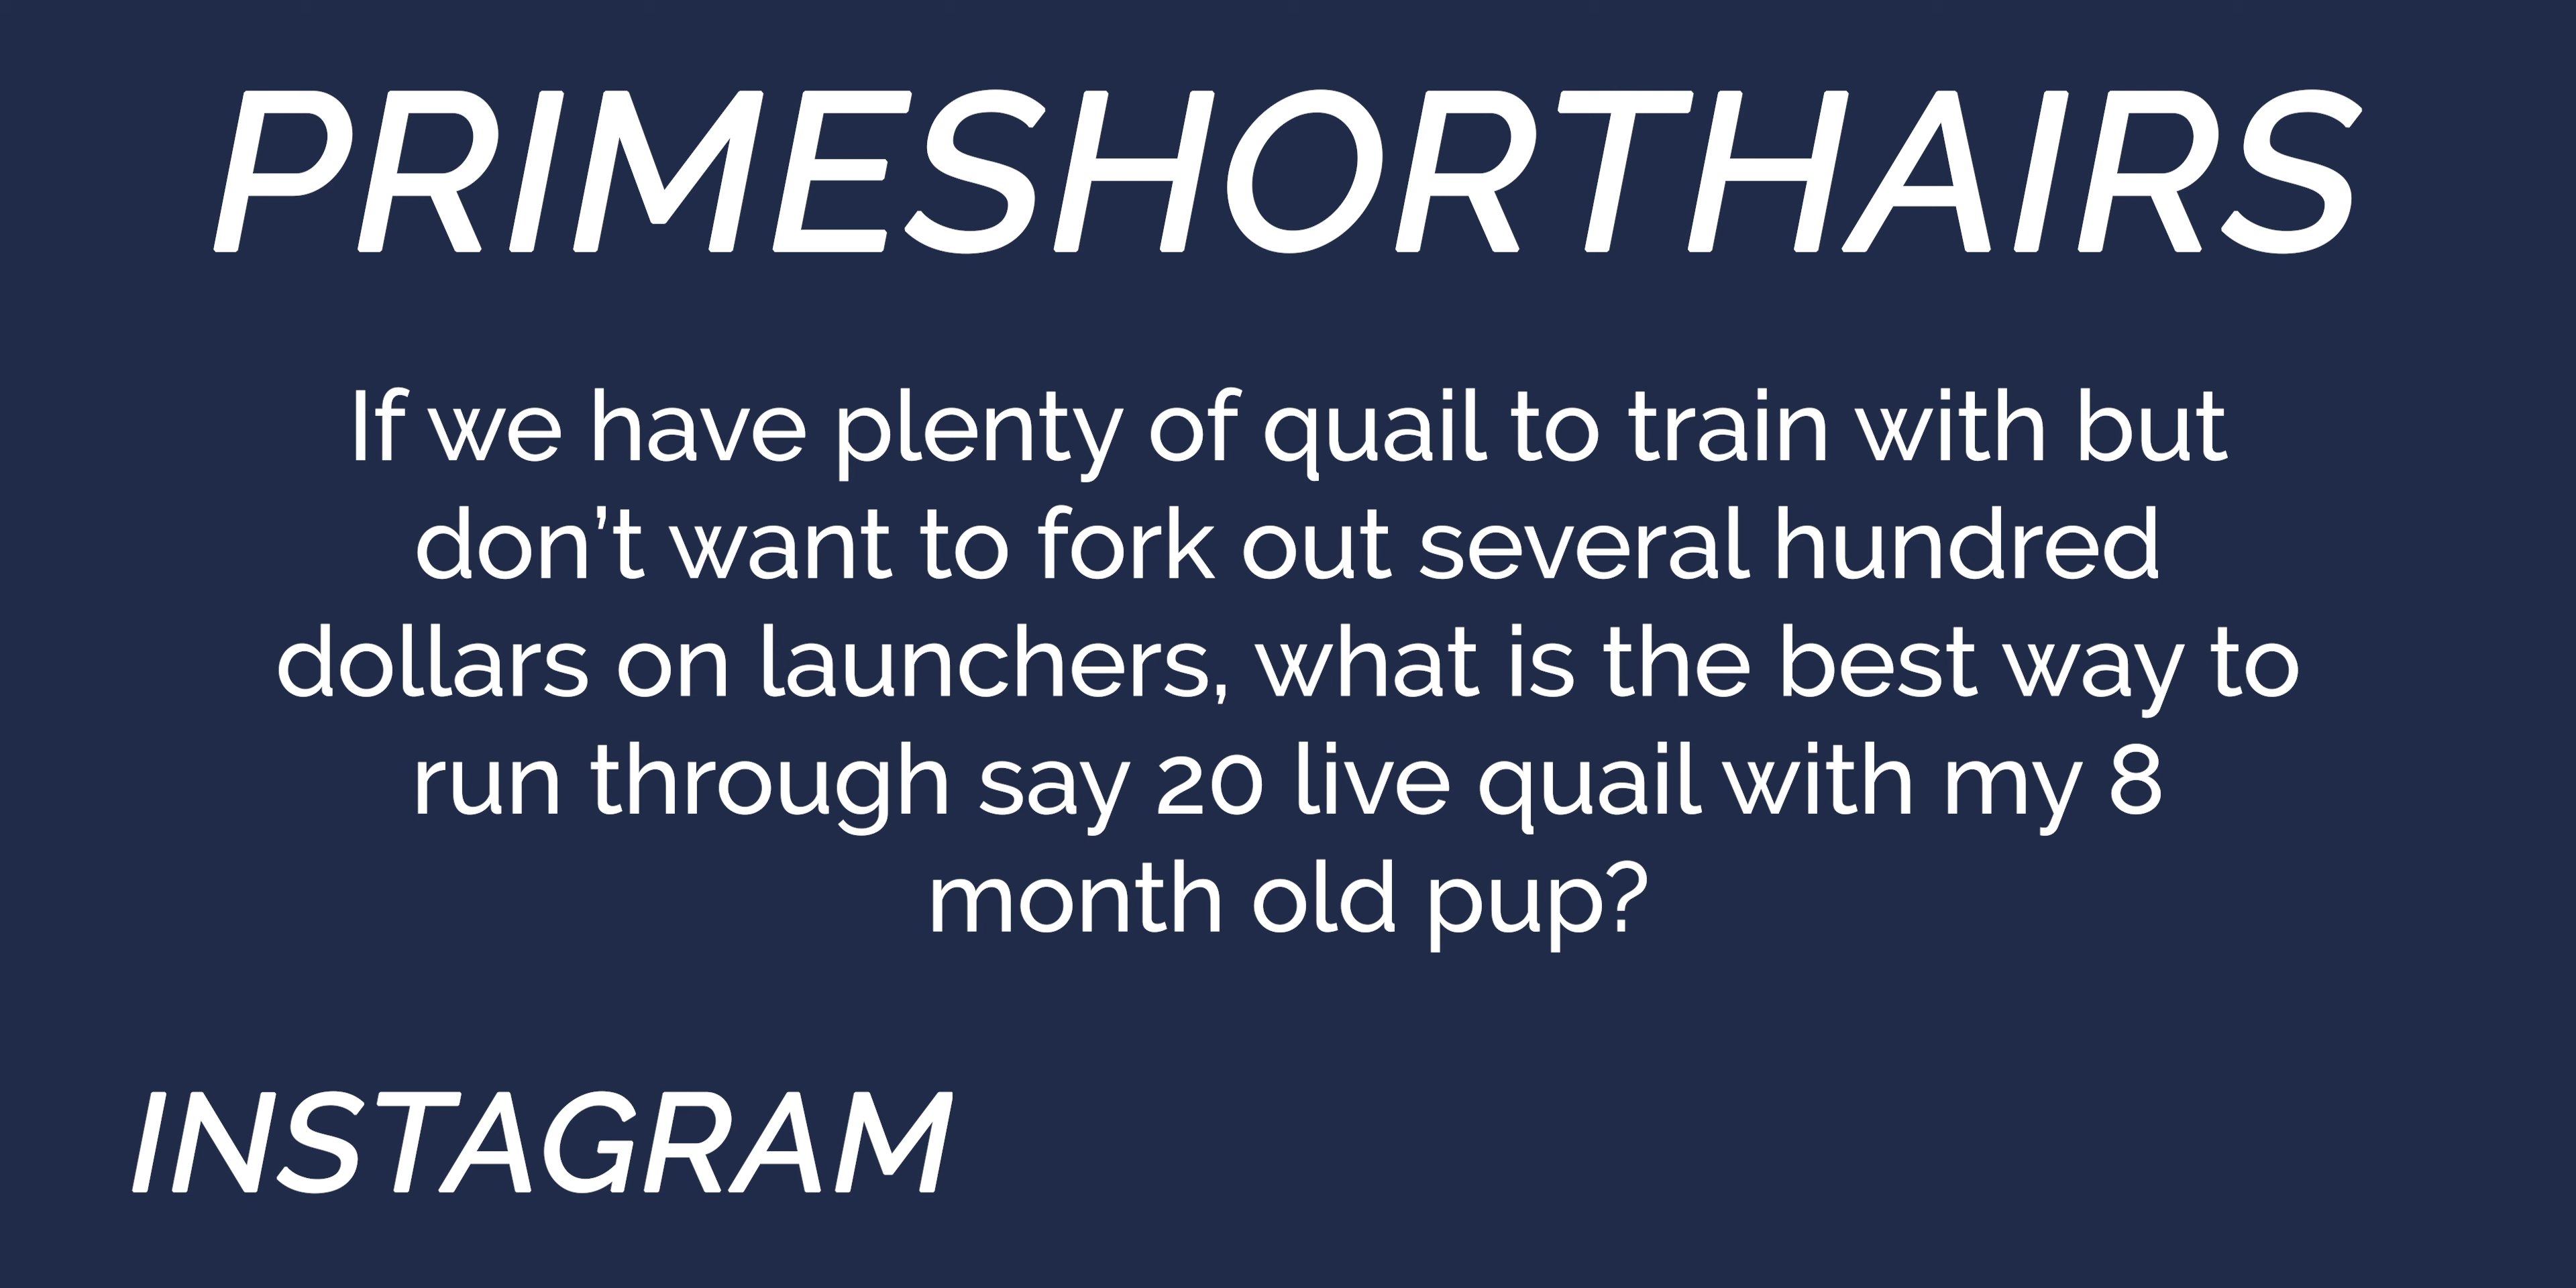 PRIMESHORTHAIRS
If we have plenty of quail to train with but
don’t want to fork out several hundred
dollars on launchers, what is the best way to
run through say 20 live quail with my 8
month old pup?
INSTAGRAM